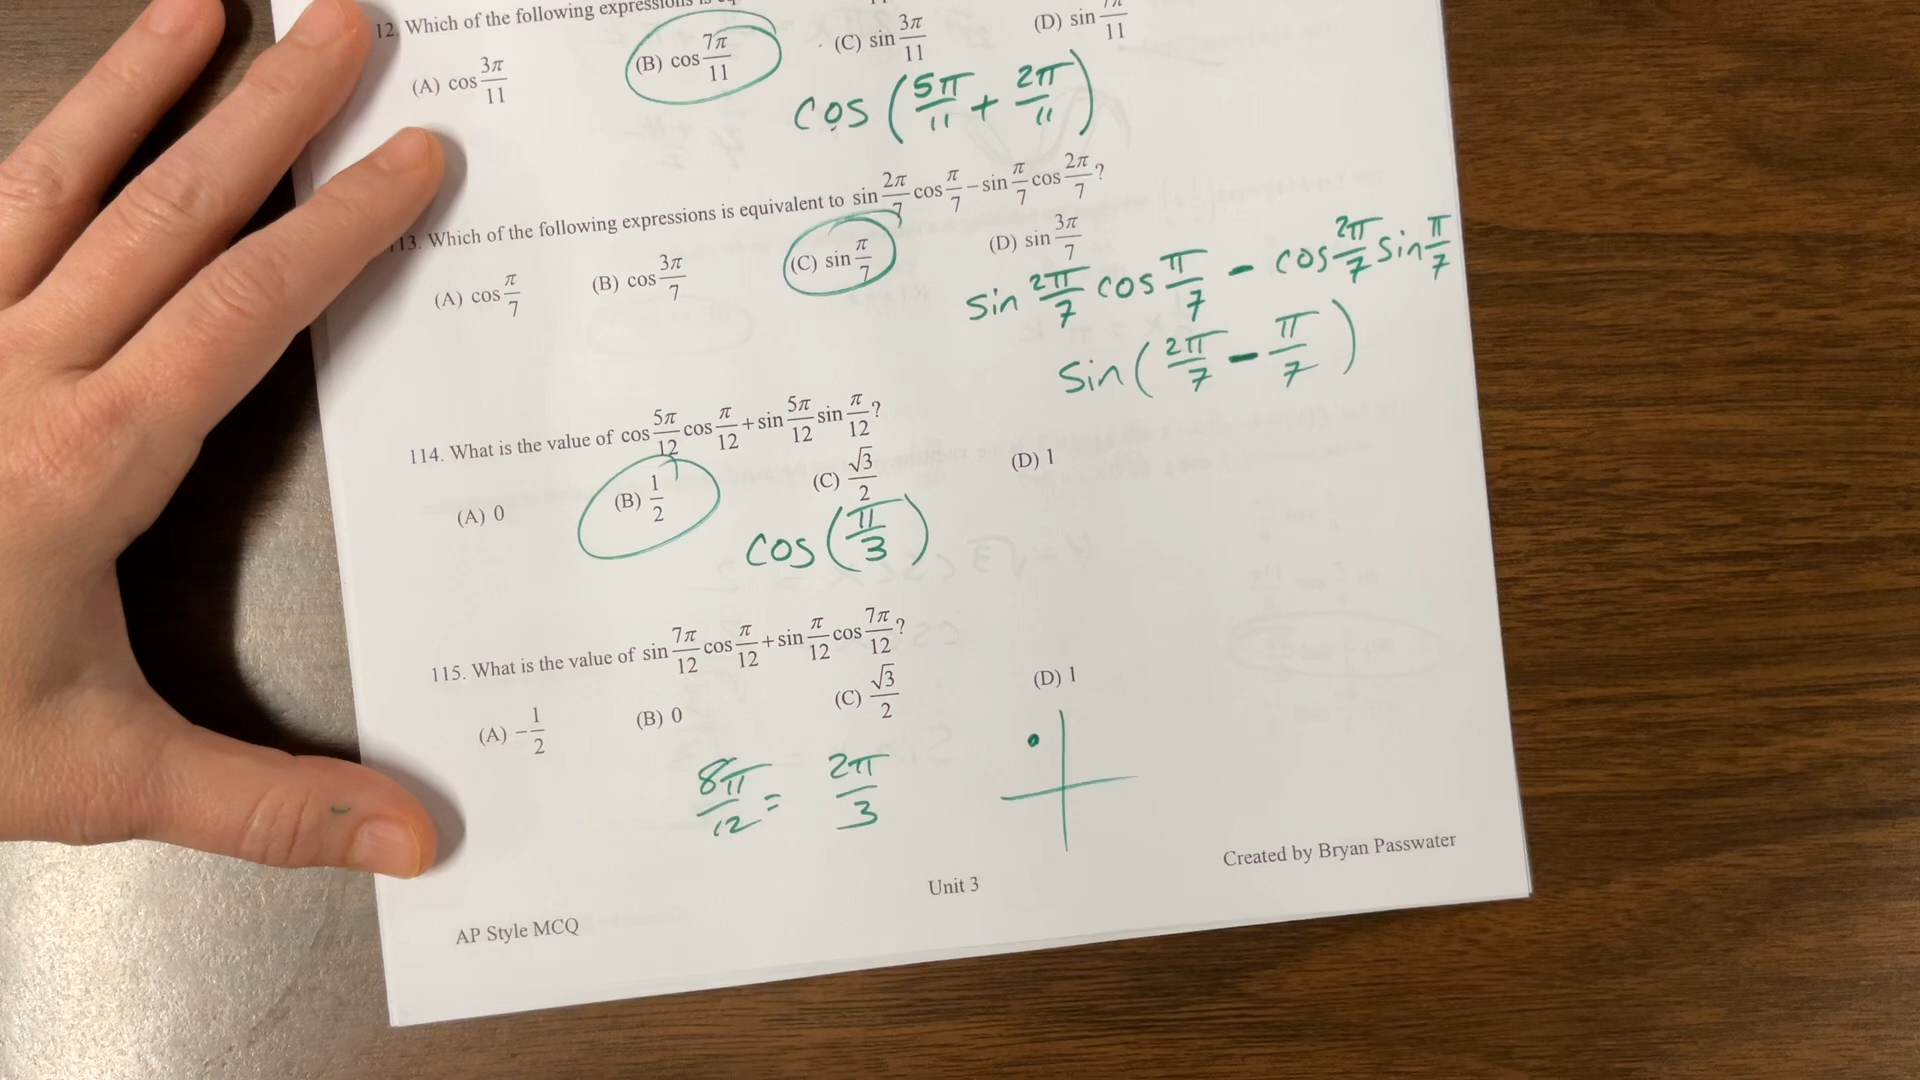 12. Which of the following expressions is
(A) cos 3π/11 (B) cos 7π/11 (C) sin 3π/11 (D) sin 7π/11
cos (5π/11 + 2π/11)
113. Which of the following expressions is equivalent to sin 2π/7 cos π/7 − sin π/7 cos 2π/7?
(A) cos π/7 (B) cos 3π/7 (C) sin π/7 (D) sin 3π/7
sin 2π/7 cos π/7 − cos 2π/7 sin π/7
sin (2π/7 − π/7)
114. What is the value of cos 5π/12 cos π/12 + sin 5π/12 sin π/12?
(A) 0 (B) 1/2 (C) √3/2 (D) 1
cos (π/3)
115. What is the value of sin 7π/12 cos π/12 + sin π/12 cos 7π/12?
(A) −1/2 (B) 0 (C) √3/2 (D) 1
8π/12 = 2π/3
Created by Bryan Passwater
Unit 3
AP Style MCQ